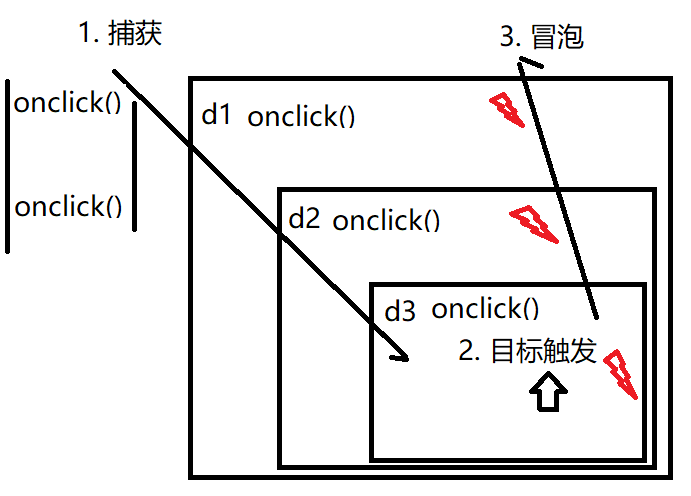 1. 捕获
3. 冒泡
onclick()
d1 onclick()
onclick()
d2 onclick()
d3 onclick()
2. 目标触发